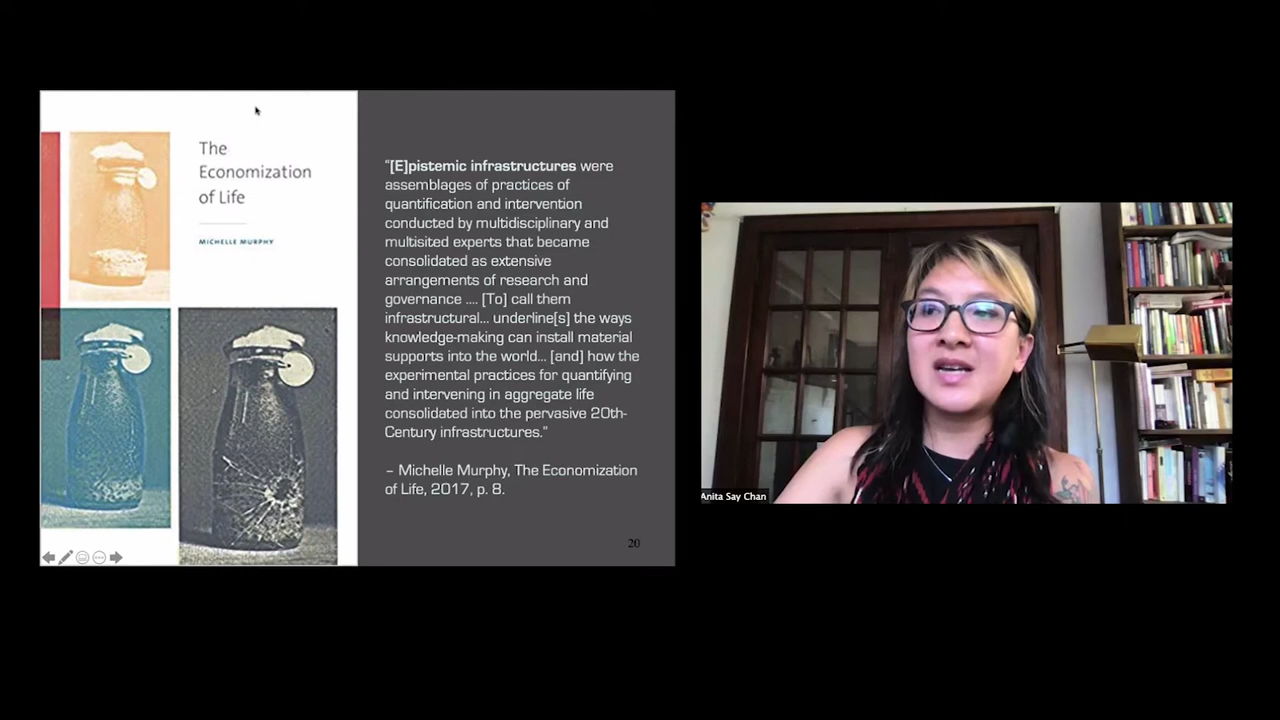 The
Economization
of Life
MICHELLE MURPHY
“[E]pistemic infrastructures were
assemblages of practices of
quantification and intervention
conducted by multidisciplinary and
multisited experts that became
consolidated as extensive
arrangements of research and
governance .... [To] call them
infrastructural... underline[s] the ways
knowledge-making can install material
supports into the world... [and] how the
experimental practices for quantifying
and intervening in aggregate life
consolidated into the pervasive 20th-
Century infrastructures.”
– Michelle Murphy, The Economization
of Life, 2017, p. 8.
20
Anita Say Chan